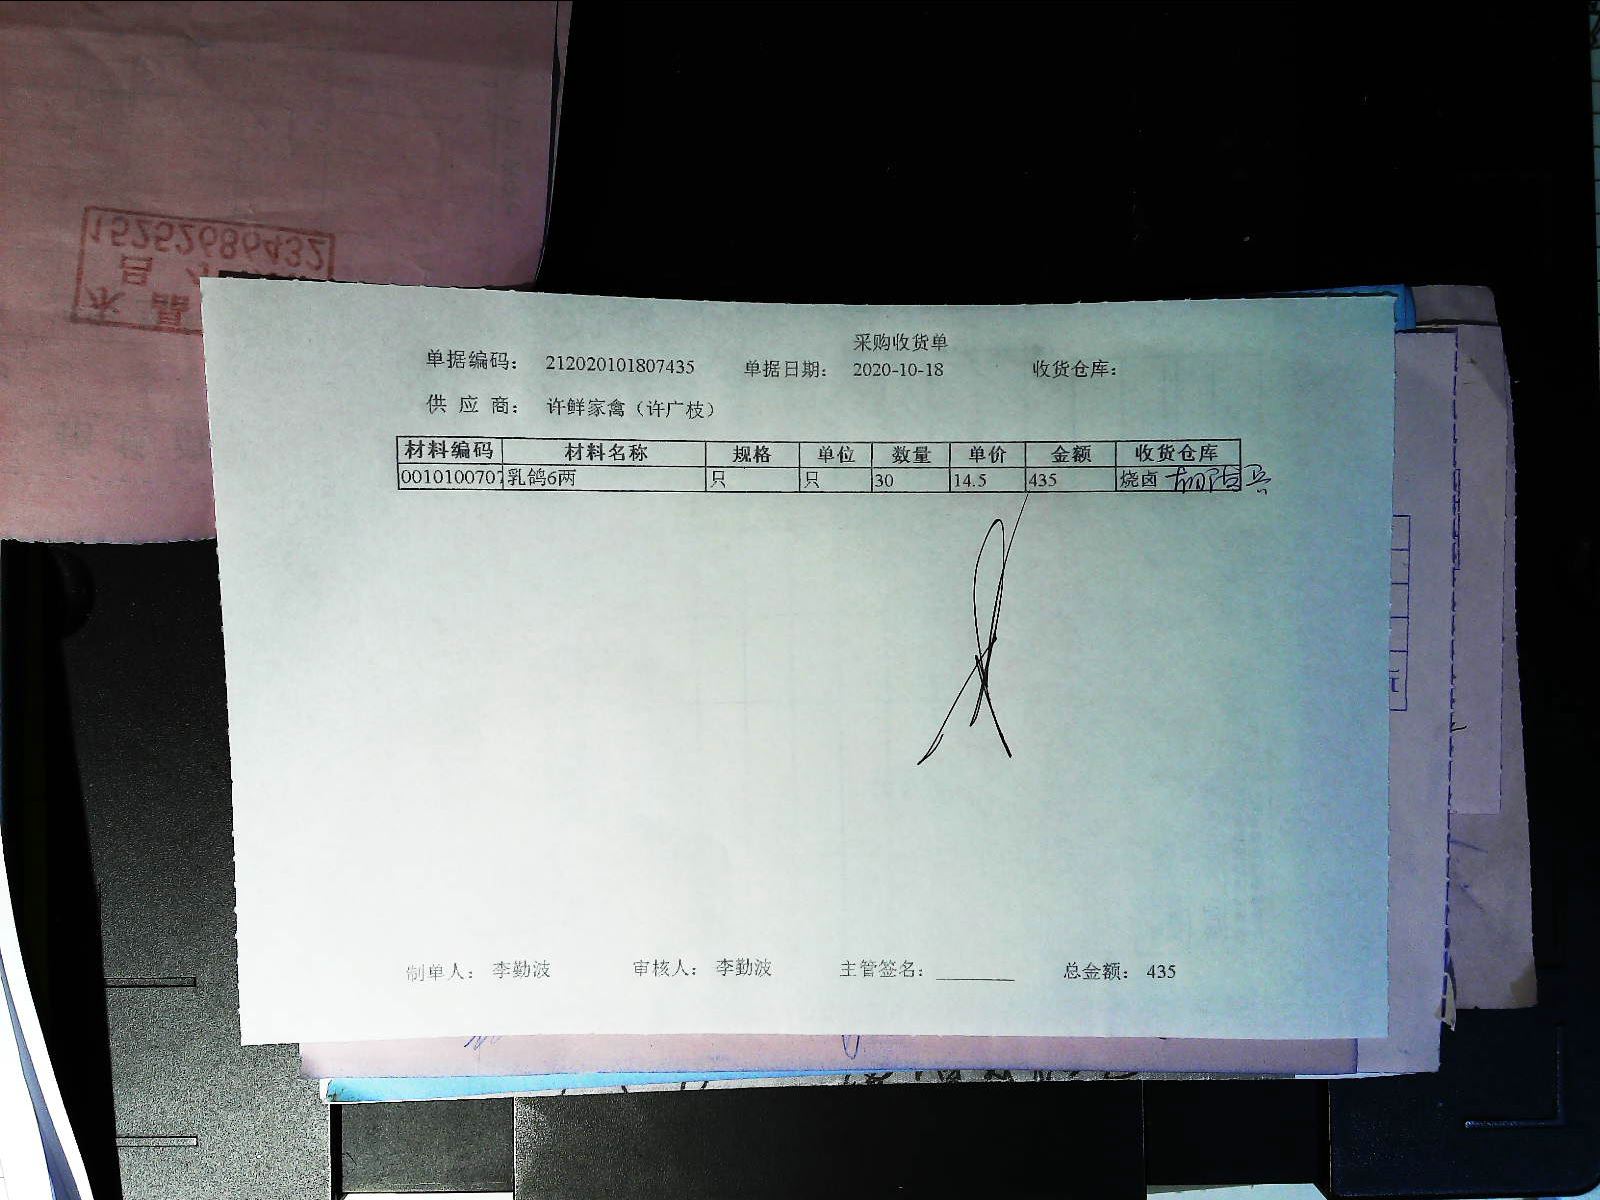 15252686432
采购收货单
单据编码： 212020101807435 单据日期： 2020-10-18 收货仓库：
供 应 商： 许鲜家禽（许广枝）
材料编码 材料名称 规格 单位 数量 单价 金额 收货仓库
0010100707 乳鸽6两 只 只 30 14.5 435 烧卤
制单人： 李勤波 审核人： 李勤波 主管签名： 总金额： 435